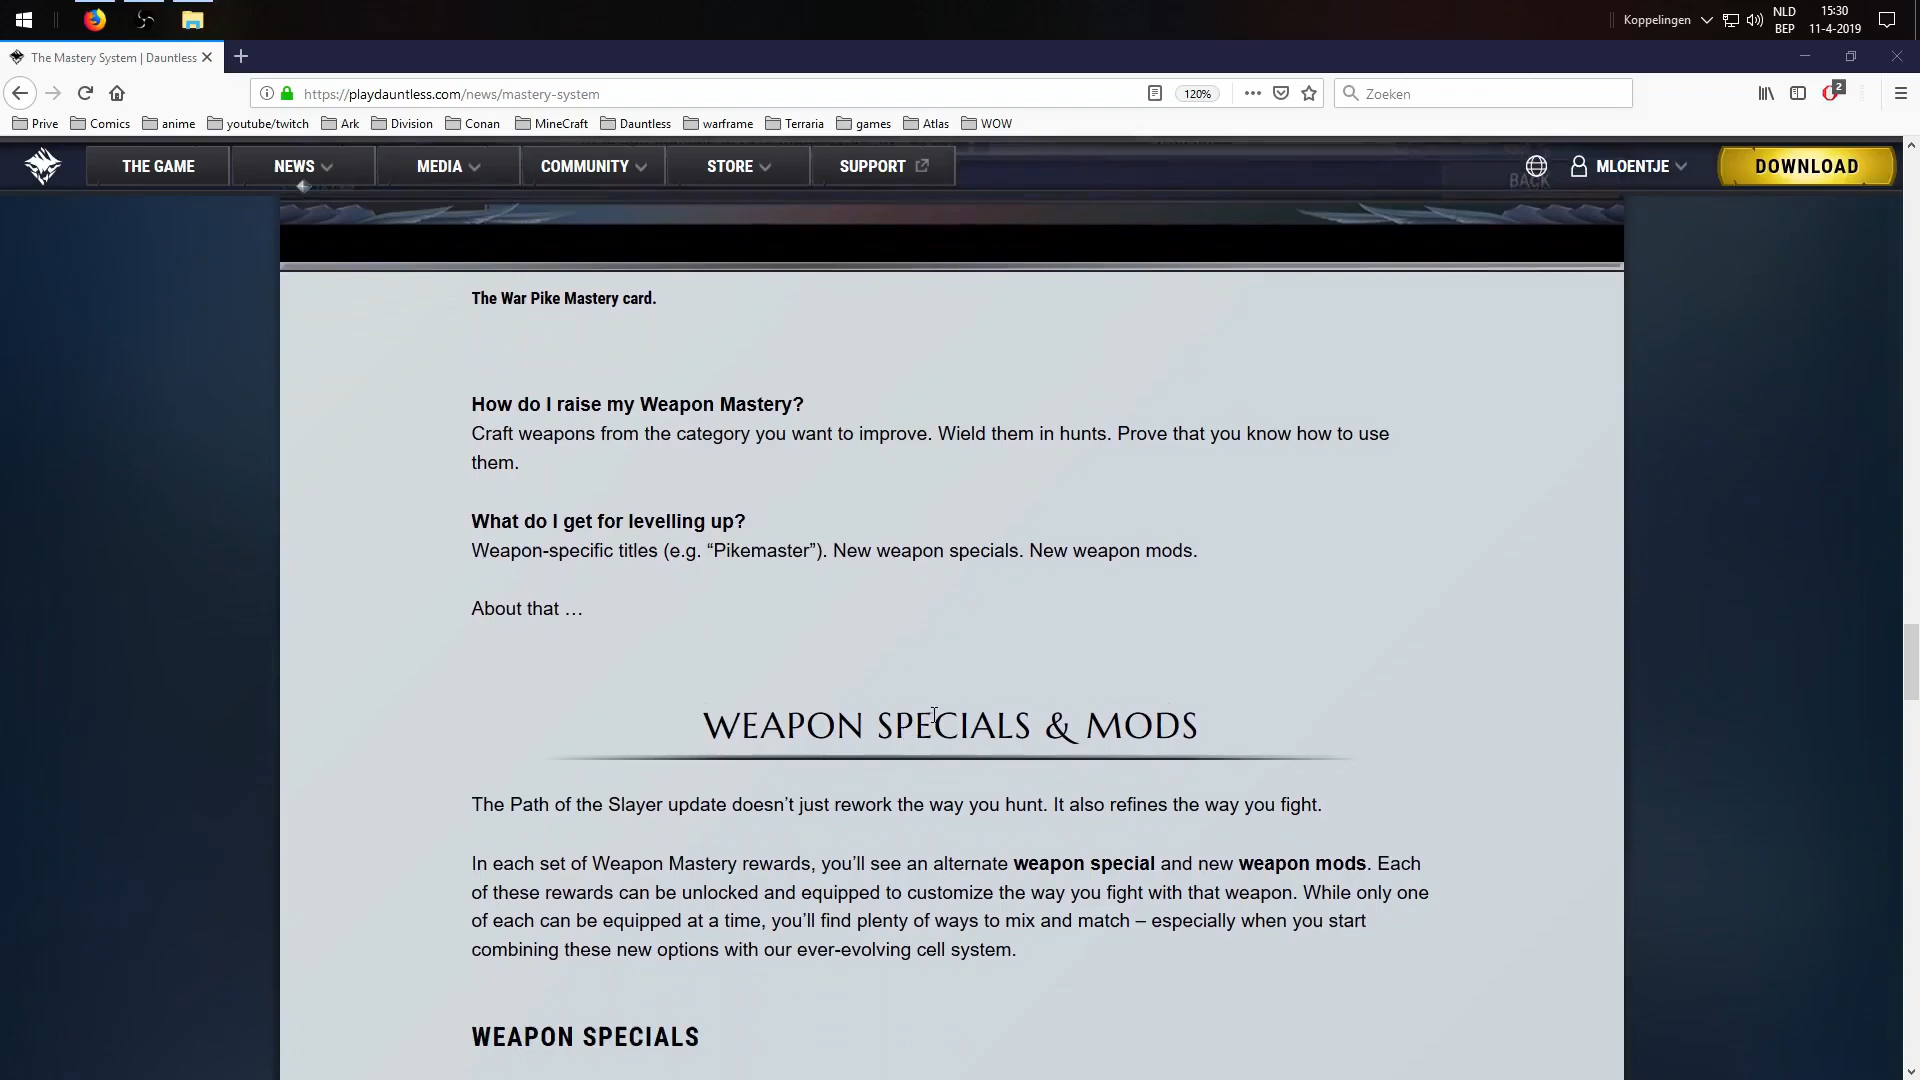 Koppelingen
NLD
BEP
15:30
11-4-2019
The Mastery System | Dauntless
https://playdauntless.com/news/mastery-system
120%
Zoeken
2
Prive
Comics
anime
youtube/twitch
Ark
Division
Conan
MineCraft
Dauntless
warframe
Terraria
games
Atlas
WOW
THE GAME
NEWS
MEDIA
COMMUNITY
STORE
SUPPORT
MLOENTJE
DOWNLOAD
BACK
The War Pike Mastery card.
How do I raise my Weapon Mastery?
Craft weapons from the category you want to improve. Wield them in hunts. Prove that you know how to use
them.
What do I get for levelling up?
Weapon-specific titles (e.g. “Pikemaster”). New weapon specials. New weapon mods.
About that …
WEAPON SPECIALS & MODS
The Path of the Slayer update doesn’t just rework the way you hunt. It also refines the way you fight.
In each set of Weapon Mastery rewards, you’ll see an alternate weapon special and new weapon mods. Each
of these rewards can be unlocked and equipped to customize the way you fight with that weapon. While only one
of each can be equipped at a time, you’ll find plenty of ways to mix and match – especially when you start
combining these new options with our ever-evolving cell system.
WEAPON SPECIALS